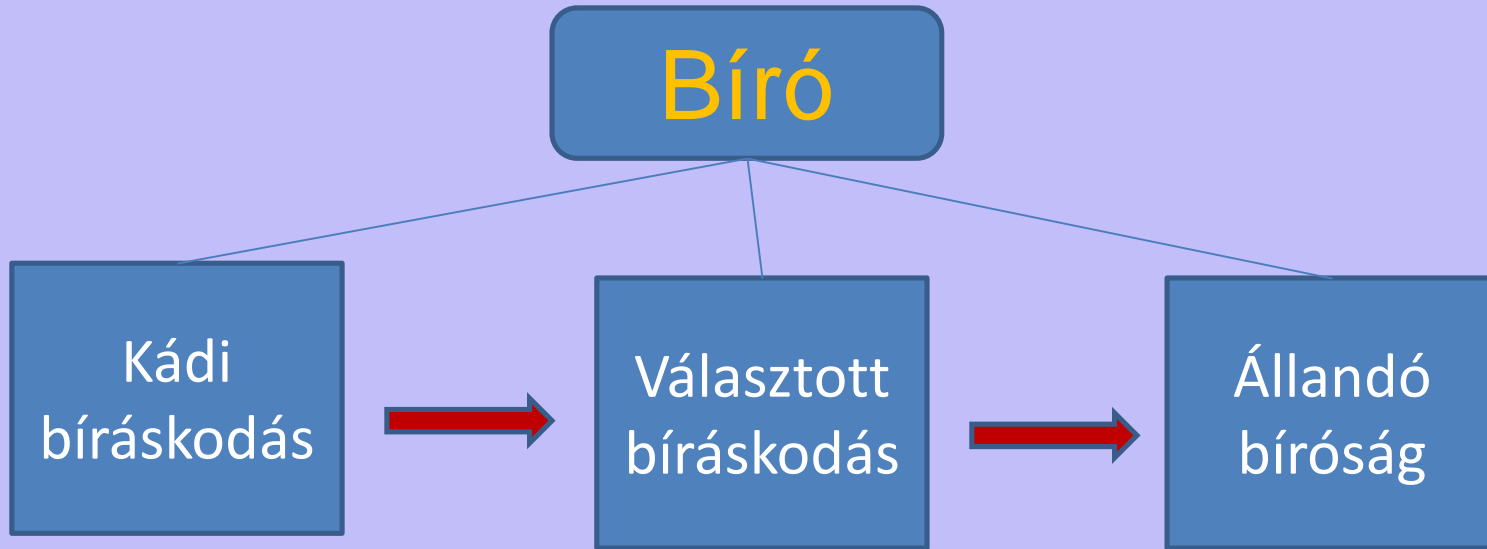 Bíró
Kádi
bíráskodás
Választott
bíráskodás
Állandó
bíróság